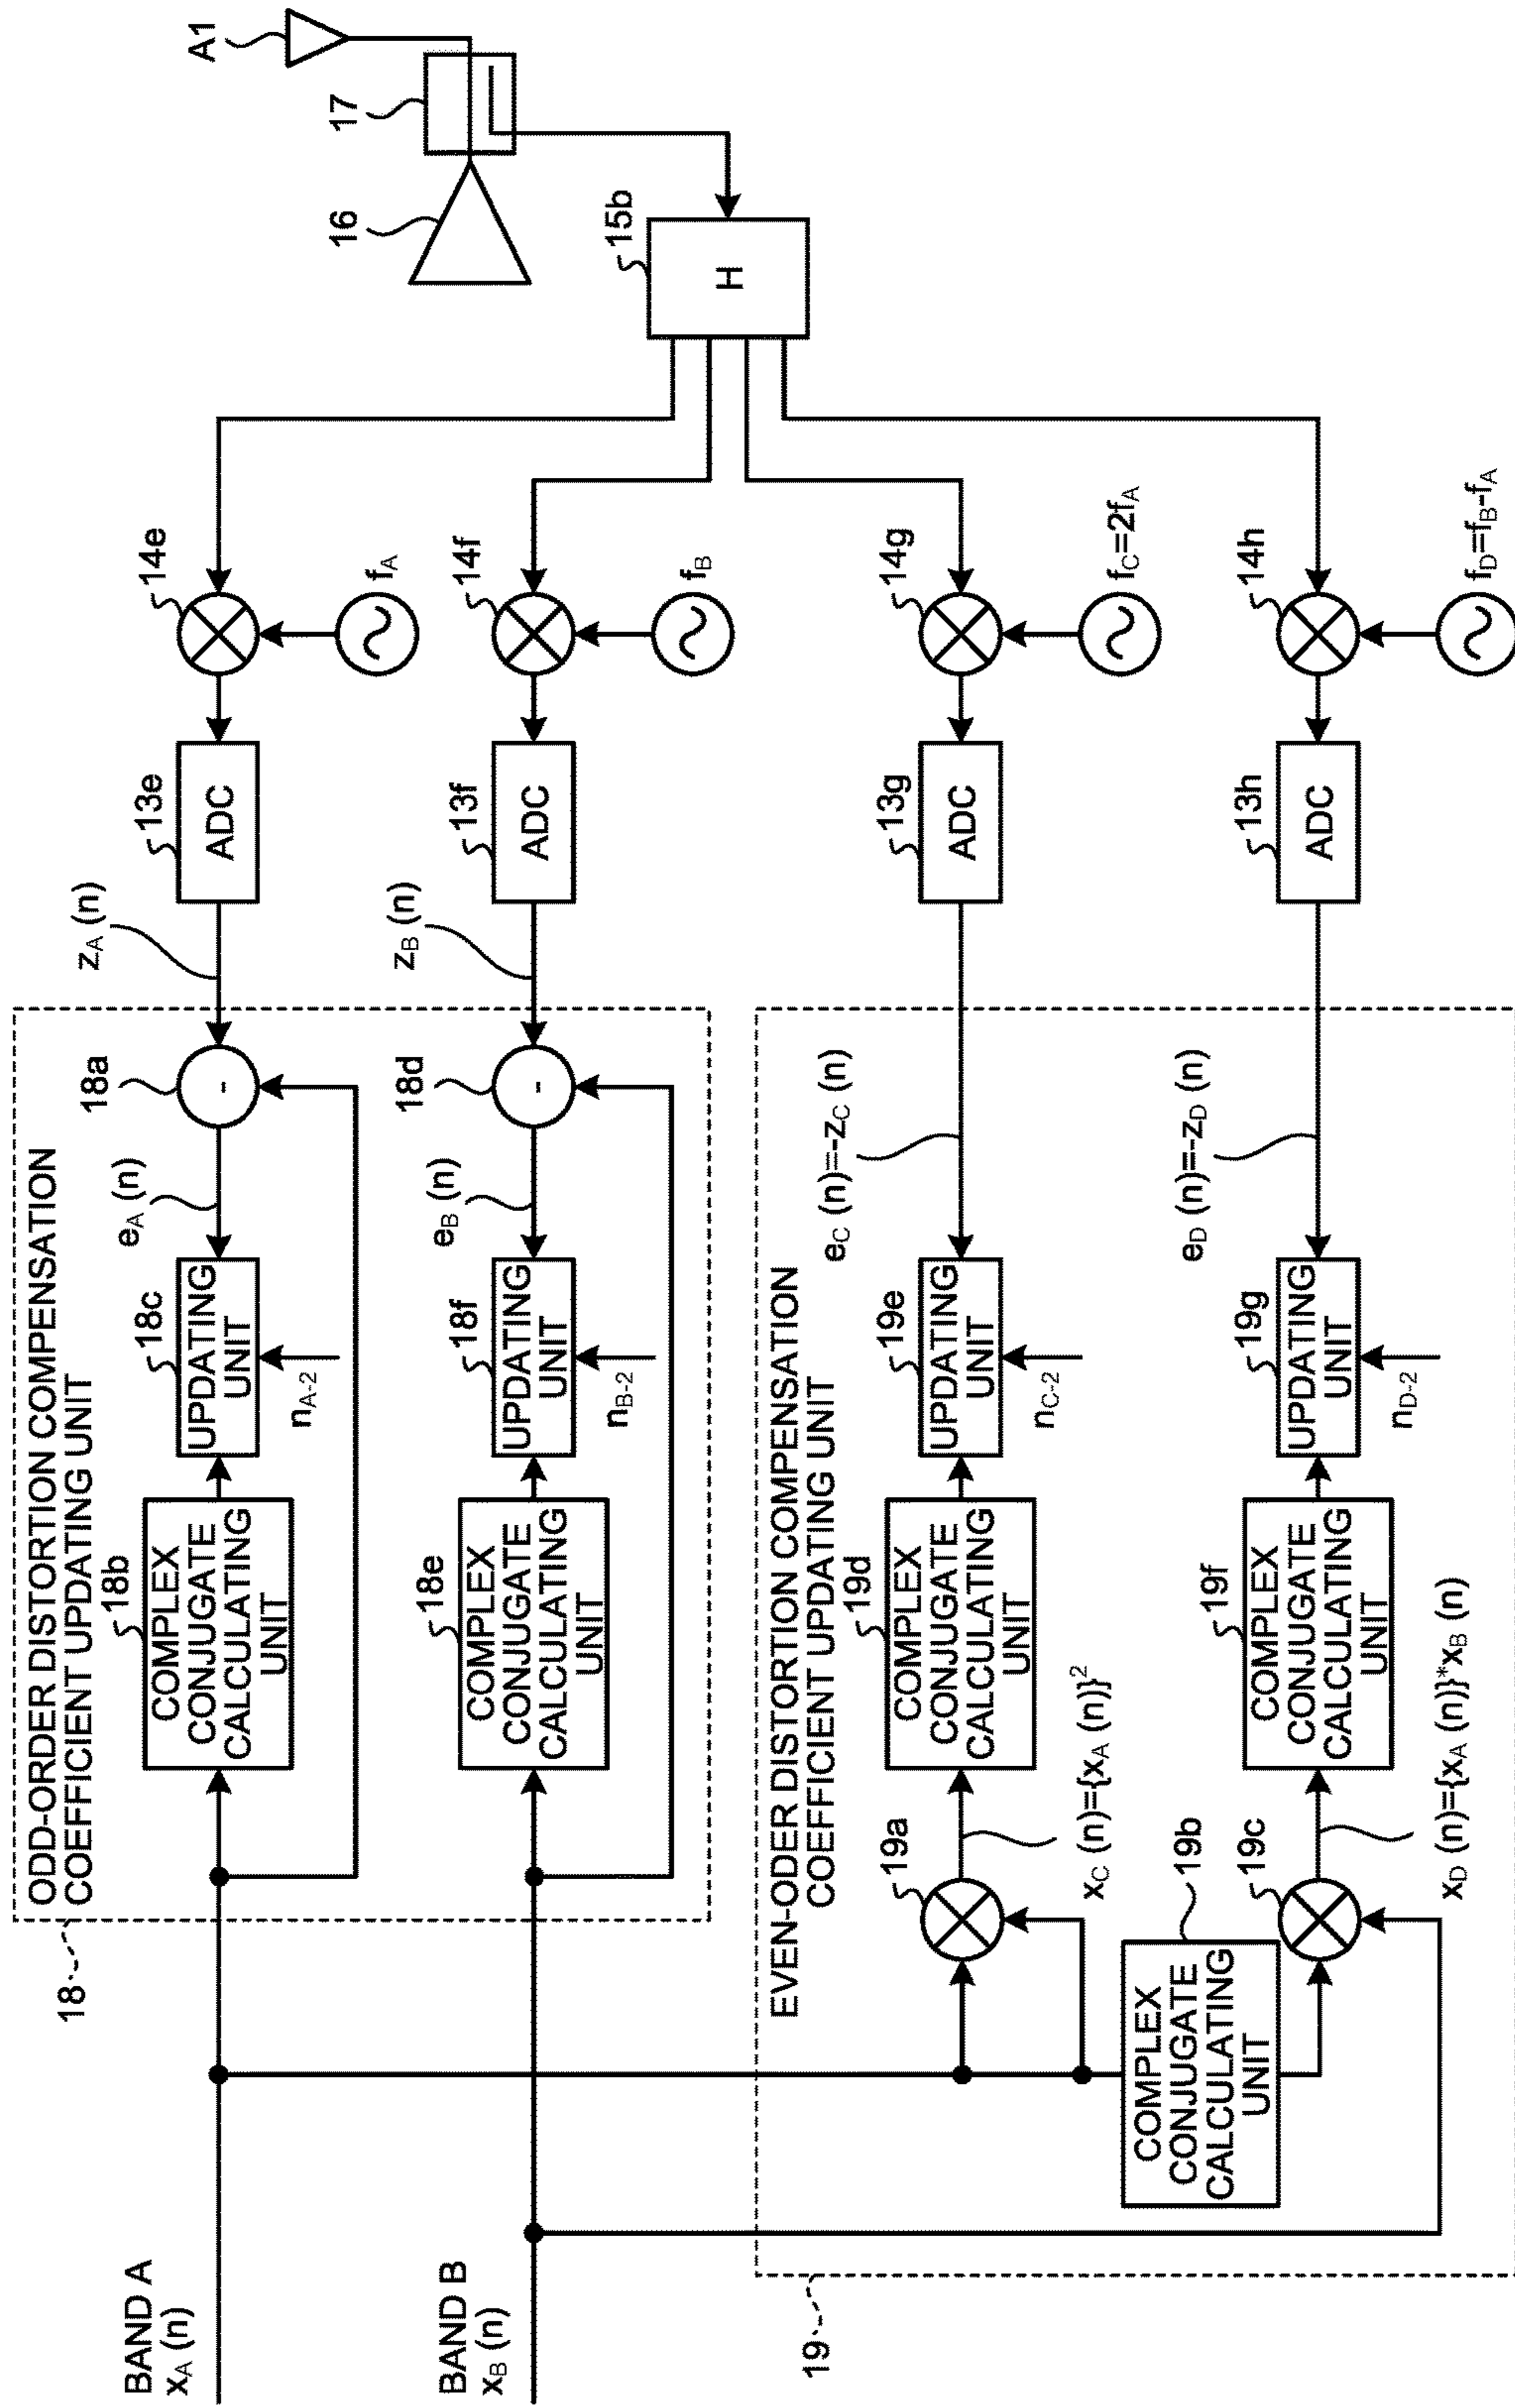 BAND A
xA (n)
BAND B
xB (n)
18
ODD-ORDER DISTORTION COMPENSATION
COEFFICIENT UPDATING UNIT
18b
COMPLEX
CONJUGATE
CALCULATING
UNIT
18c
UPDATING
UNIT
nA-2
eA (n)
18a
-
zA (n)
13e
ADC
14e
fA
18e
COMPLEX
CONJUGATE
CALCULATING
UNIT
18f
UPDATING
UNIT
nB-2
eB (n)
18d
-
zB (n)
13f
ADC
14f
fB
16
17
A1
15b
H
19
EVEN-ODER DISTORTION COMPENSATION
COEFFICIENT UPDATING UNIT
19a
xC (n)={xA (n)}²
19d
COMPLEX
CONJUGATE
CALCULATING
UNIT
19e
UPDATING
UNIT
nC-2
eC (n)=-zC (n)
13g
ADC
14g
fC=2fA
COMPLEX
CONJUGATE
CALCULATING
UNIT
19b
19c
xD (n)={xA (n)}*xB (n)
19f
COMPLEX
CONJUGATE
CALCULATING
UNIT
19g
UPDATING
UNIT
nD-2
eD (n)=-zD (n)
13h
ADC
14h
fD=fB-fA